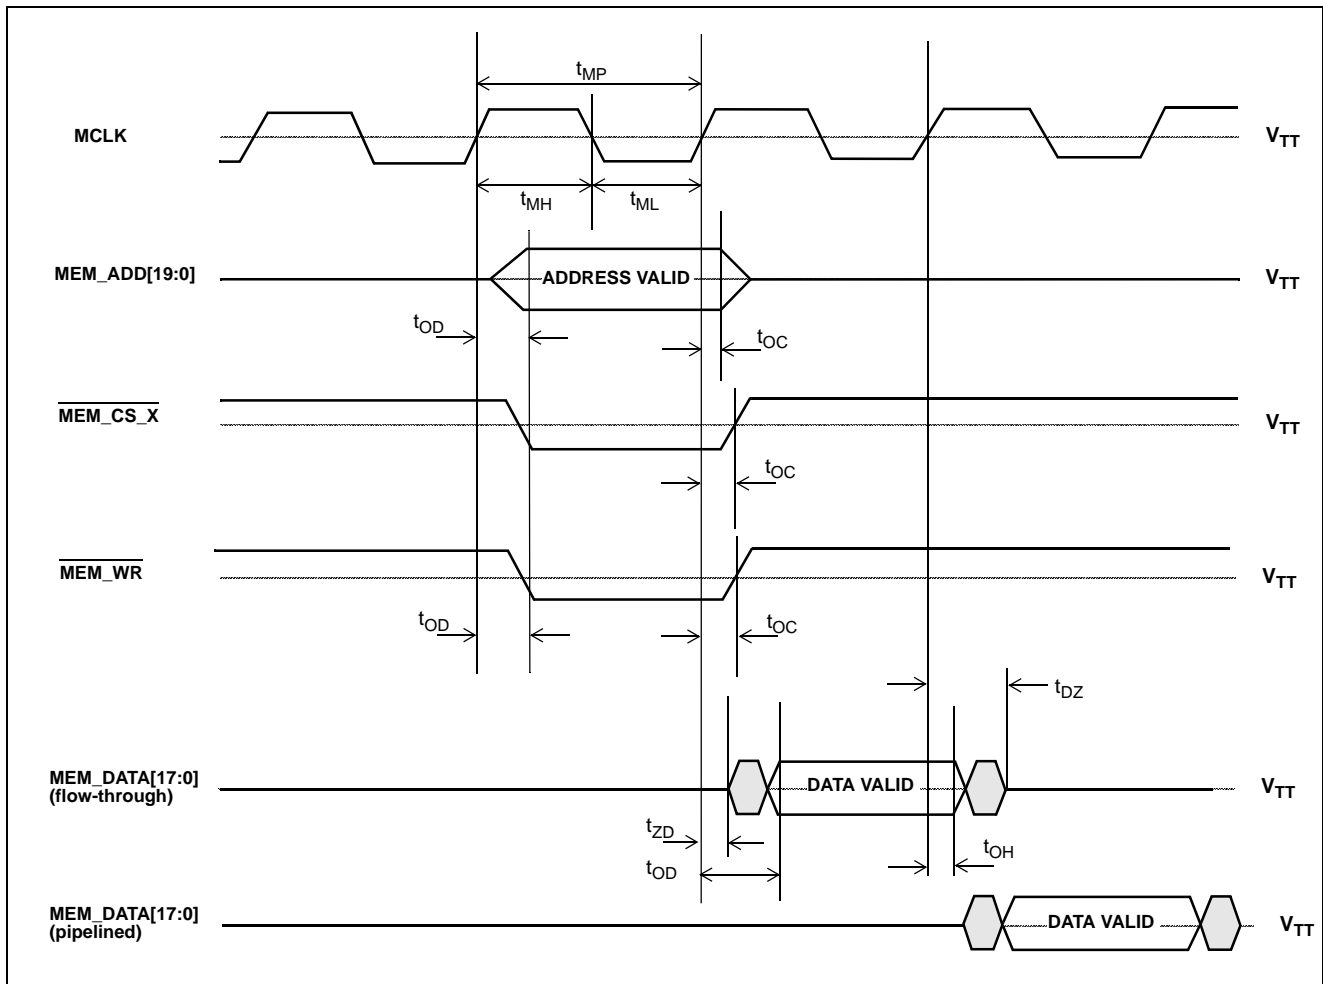 tMP
MCLK
VTT
tMH
tML
MEM_ADD[19:0]
ADDRESS VALID
VTT
tOD
tOC
MEM_CS_X
VTT
tOC
MEM_WR
VTT
tOD
tOC
tDZ
MEM_DATA[17:0]
(flow-through)
DATA VALID
VTT
tZD
tOH
tOD
MEM_DATA[17:0]
(pipelined)
DATA VALID
VTT